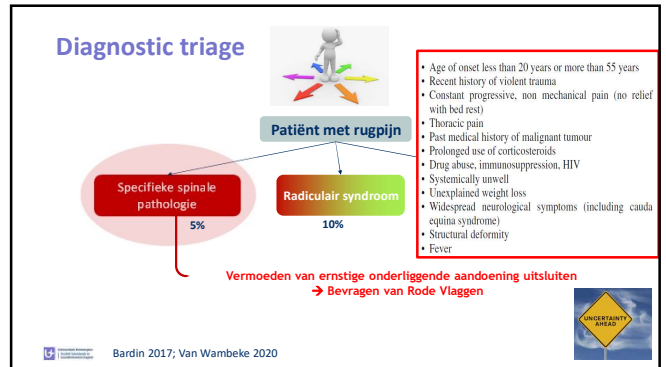 Diagnostic triage
Patiënt met rugpijn
Specifieke spinale
pathologie
5%
Radiculair syndroom
10%
• Age of onset less than 20 years or more than 55 years
• Recent history of violent trauma
• Constant progressive, non mechanical pain (no relief
with bed rest)
• Thoracic pain
• Past medical history of malignant tumour
• Prolonged use of corticosteroids
• Drug abuse, immunosuppression, HIV
• Systemically unwell
• Unexplained weight loss
• Widespread neurological symptoms (including cauda
equina syndrome)
• Structural deformity
• Fever
Vermoeden van ernstige onderliggende aandoening uitsluiten
➔ Bevragen van Rode Vlaggen
UNCERTAINTY
AHEAD
Bardin 2017; Van Wambeke 2020